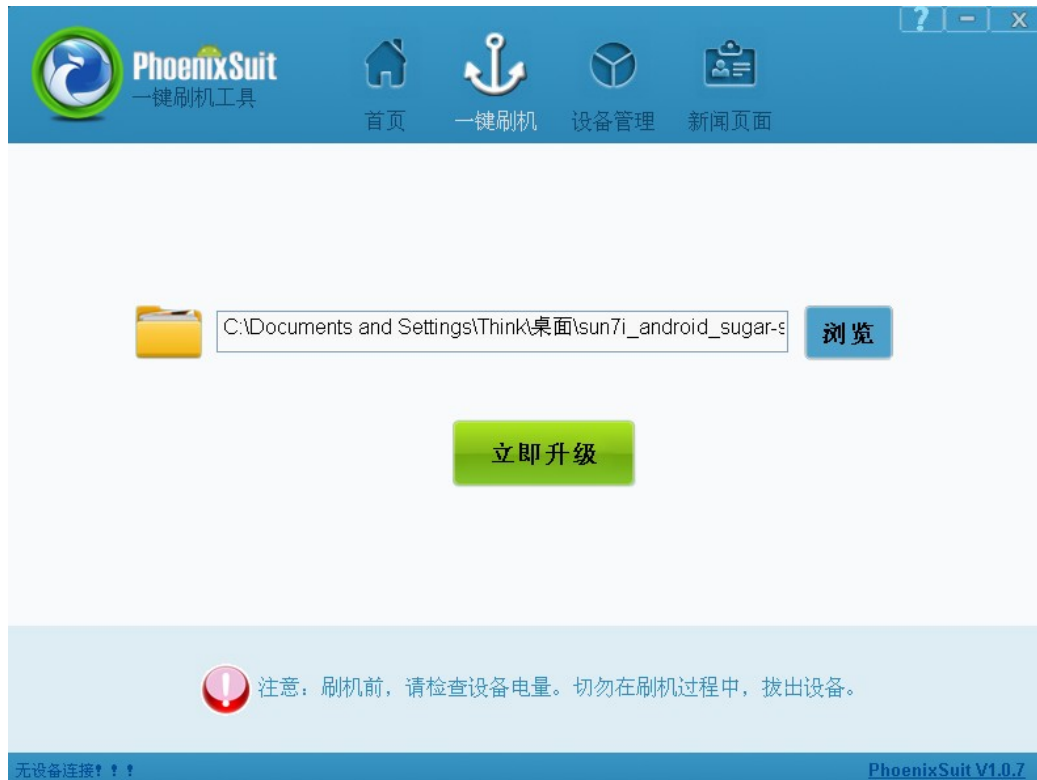 ? － x
PhoenixSuit
一键刷机工具
首页 一键刷机 设备管理 新闻页面
C:\Documents and Settings\Think\桌面\sun7i_android_sugar-s
浏览
立即升级
注意：刷机前，请检查设备电量。切勿在刷机过程中，拔出设备。
无设备连接！！！ PhoenixSuit V1.0.7